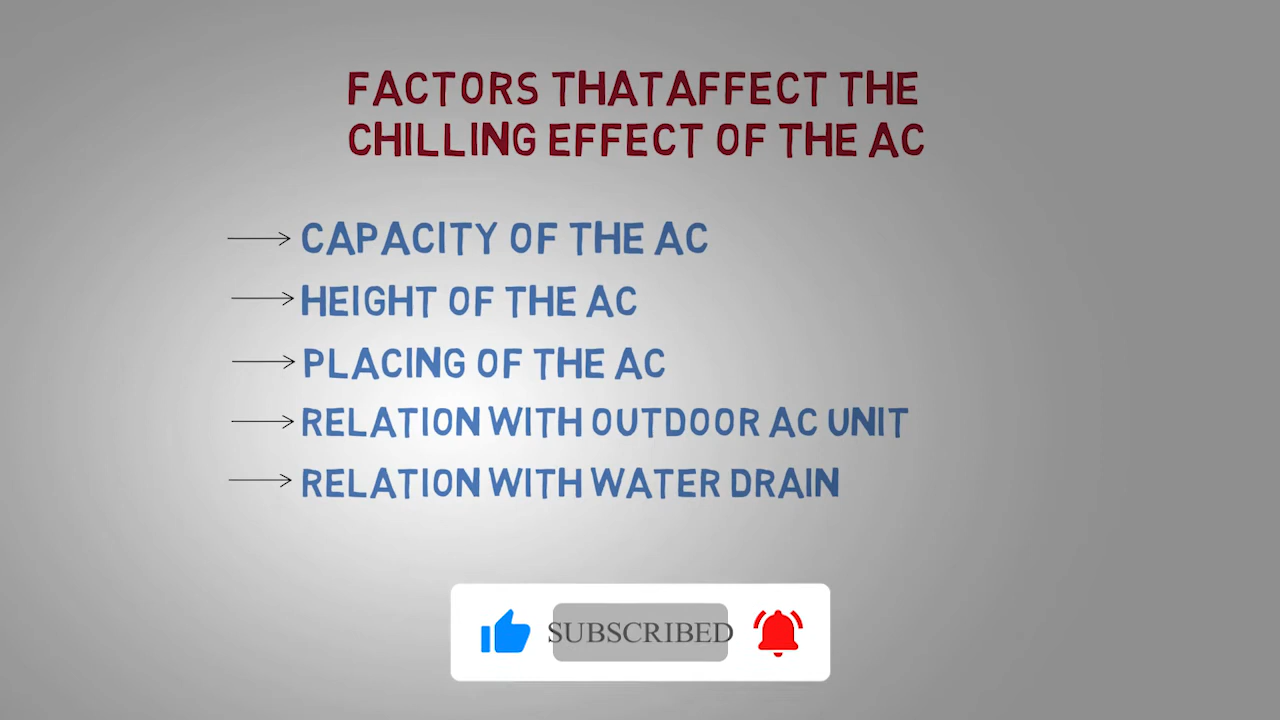 FACTORS THATAFFECT THE
CHILLING EFFECT OF THE AC
CAPACITY OF THE AC
HEIGHT OF THE AC
PLACING OF THE AC
RELATION WITH OUTDOOR AC UNIT
RELATION WITH WATER DRAIN
SUBSCRIBED